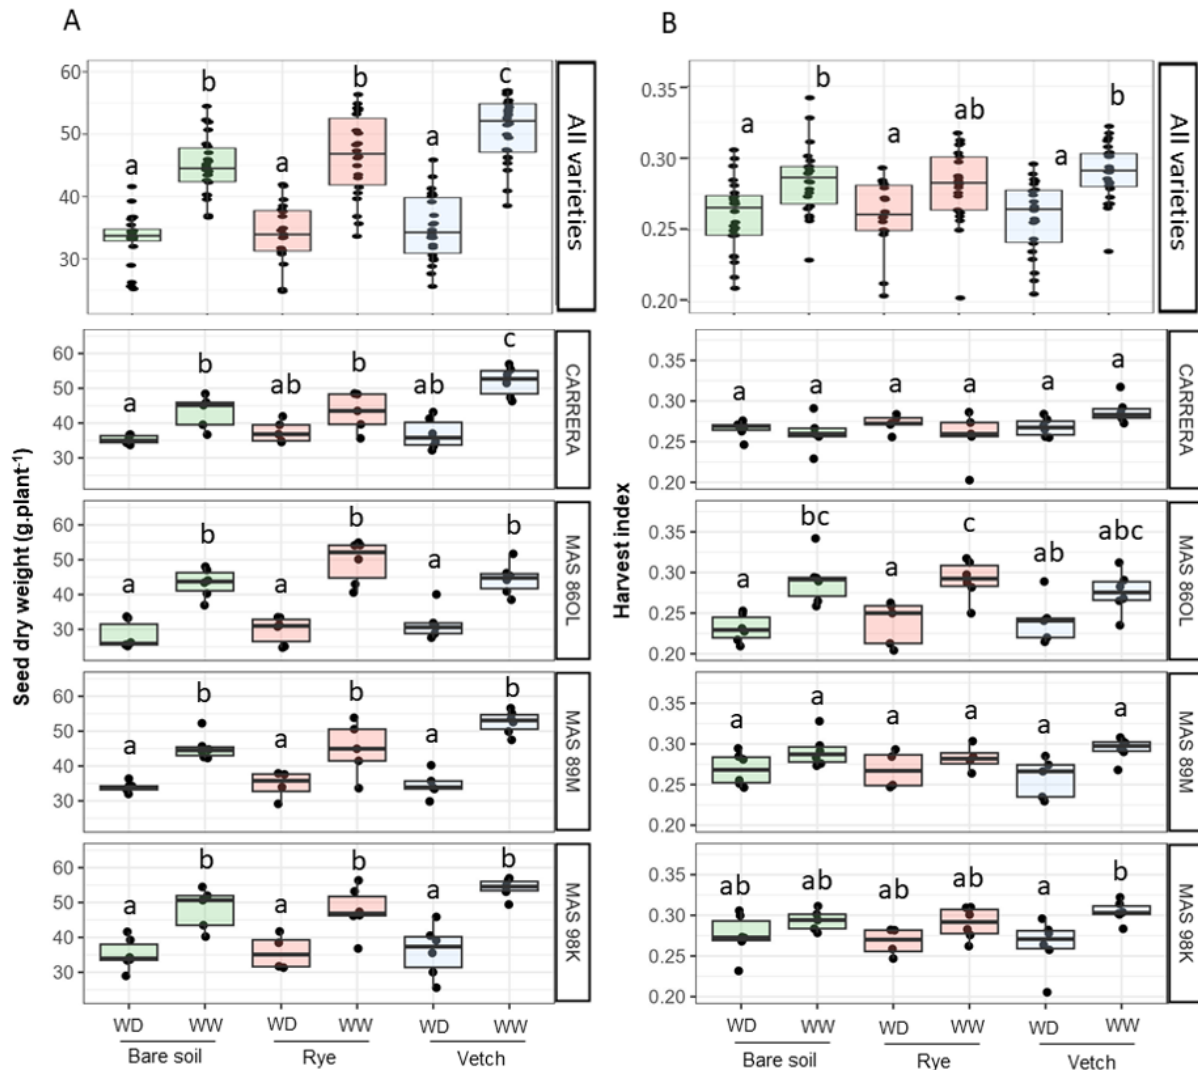 A
B
Seed dry weight (g.plant⁻¹)
Harvest index
60
50
40
30
a
b
a
b
a
c
All varieties
0.35
0.30
0.25
0.20
a
b
a
ab
a
b
All varieties
60
50
40
30
a
b
ab
b
ab
c
CARRERA
0.35
0.30
0.25
0.20
a
a
a
a
a
a
CARRERA
60
50
40
30
a
b
a
b
a
b
MAS 86OL
0.35
0.30
0.25
0.20
a
bc
a
c
ab
abc
MAS 86OL
60
50
40
30
a
b
a
b
a
b
MAS 89M
0.35
0.30
0.25
0.20
a
a
a
a
a
a
MAS 89M
60
50
40
30
a
b
a
b
a
b
MAS 98K
0.35
0.30
0.25
0.20
ab
ab
ab
ab
a
b
MAS 98K
WD WW WD WW WD WW
Bare soil Rye Vetch
WD WW WD WW WD WW
Bare soil Rye Vetch